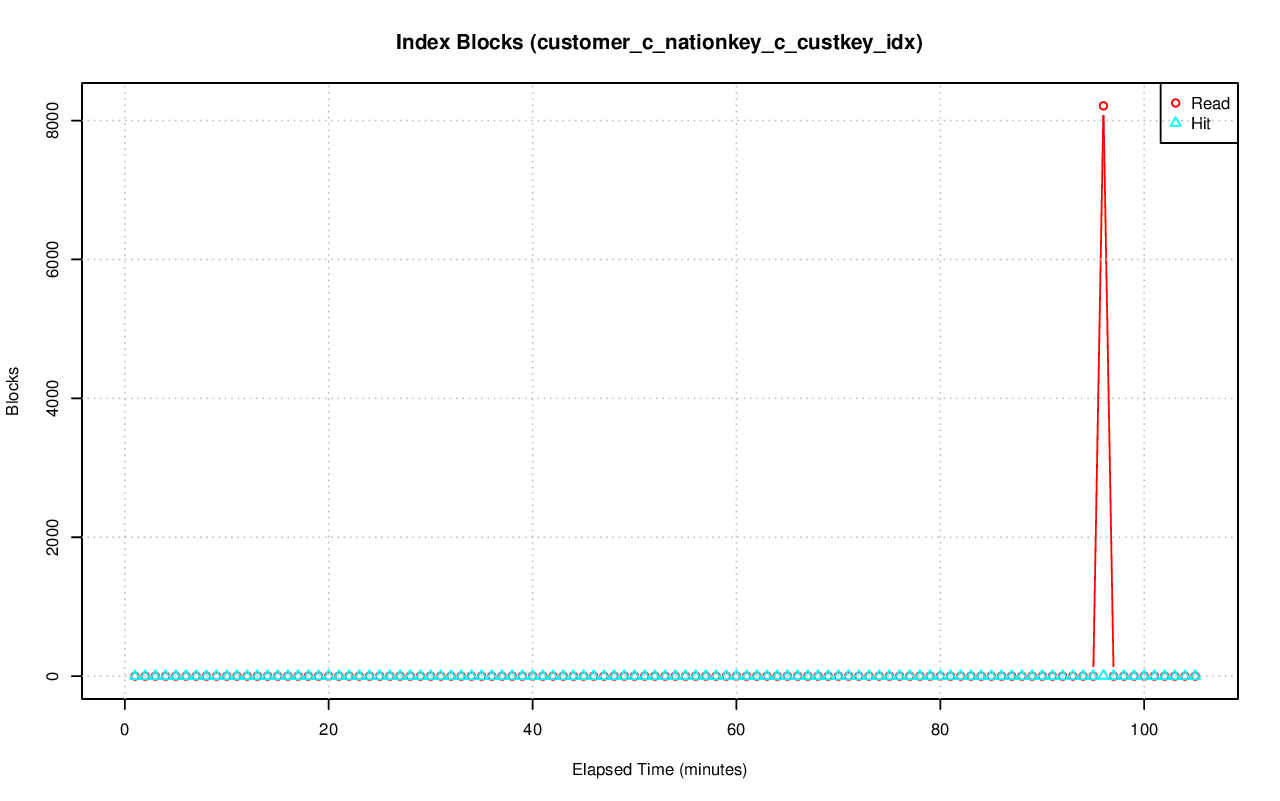 Index Blocks (customer_c_nationkey_c_custkey_idx)
Read
Hit
8000
6000
4000
2000
0
Blocks
0 20 40 60 80 100
Elapsed Time (minutes)